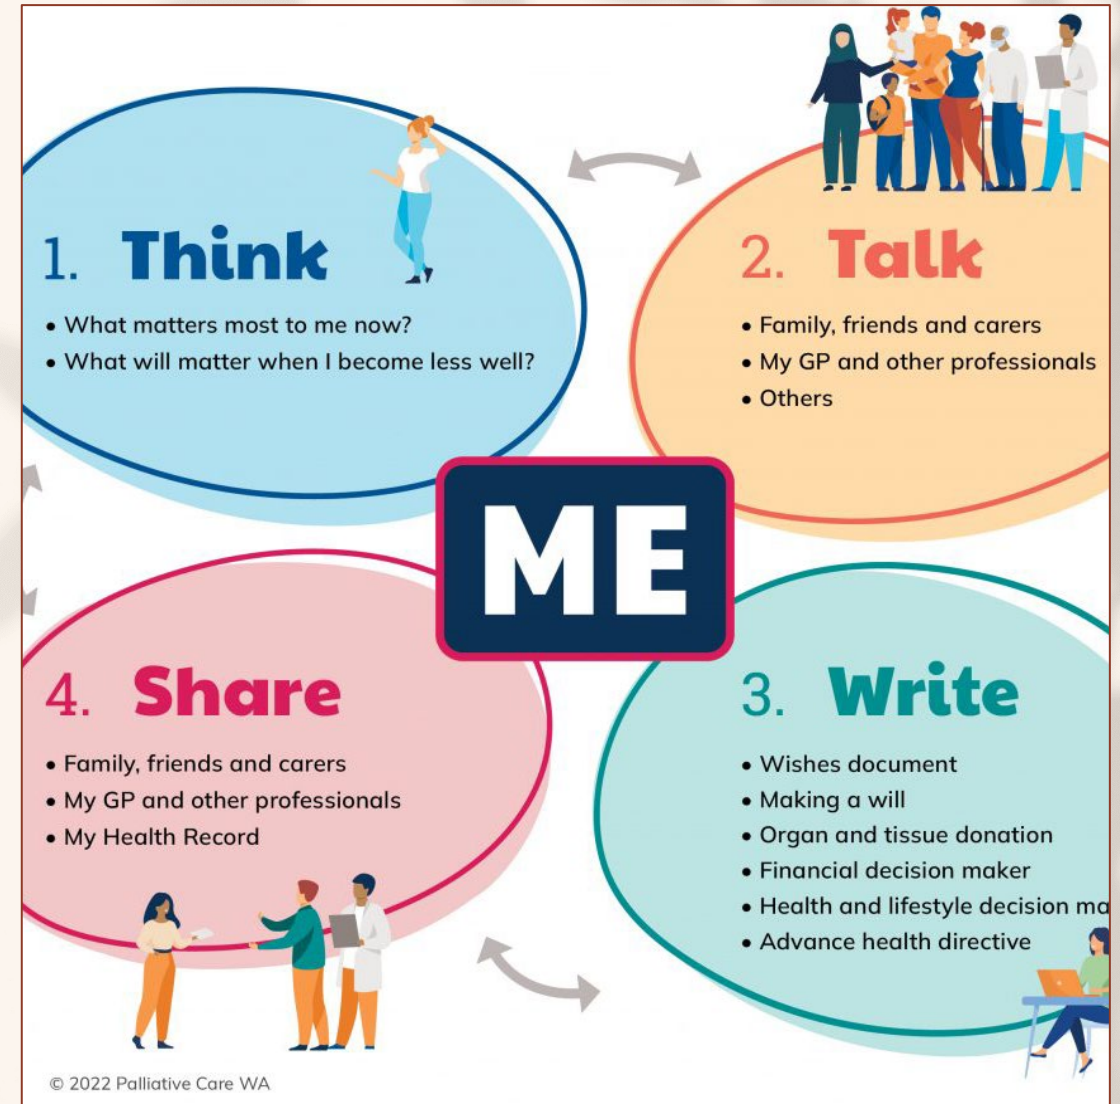 1. Think
• What matters most to me now?
• What will matter when I become less well?
2. Talk
• Family, friends and carers
• My GP and other professionals
• Others
ME
3. Write
• Wishes document
• Making a will
• Organ and tissue donation
• Financial decision maker
• Health and lifestyle decision ma
• Advance health directive
4. Share
• Family, friends and carers
• My GP and other professionals
• My Health Record
© 2022 Palliative Care WA